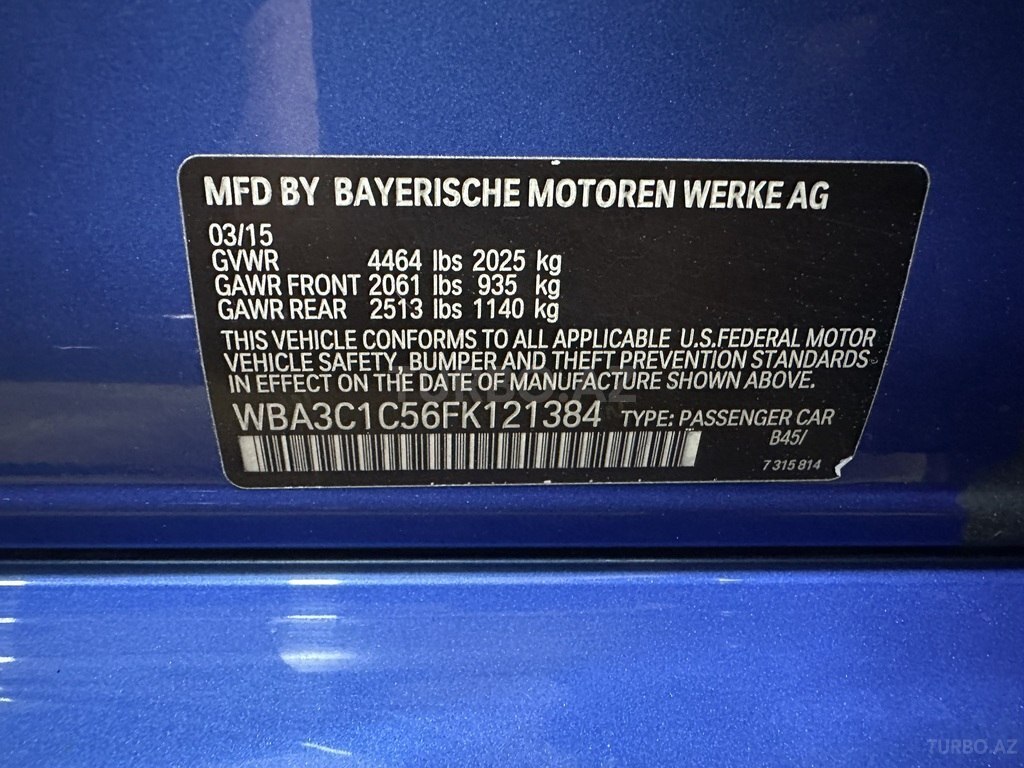 MFD BY BAYERISCHE MOTOREN WERKE AG
03/15
GVWR 4464 lbs 2025 kg
GAWR FRONT 2061 lbs 935 kg
GAWR REAR 2513 lbs 1140 kg
THIS VEHICLE CONFORMS TO ALL APPLICABLE U.S.FEDERAL MOTOR
VEHICLE SAFETY, BUMPER AND THEFT PREVENTION STANDARDS
IN EFFECT ON THE DATE OF MANUFACTURE SHOWN ABOVE.
TURBO.AZ
WBA3C1C56FK121384 TYPE: PASSENGER CAR
B45/
7 315 814
TURBO.AZ